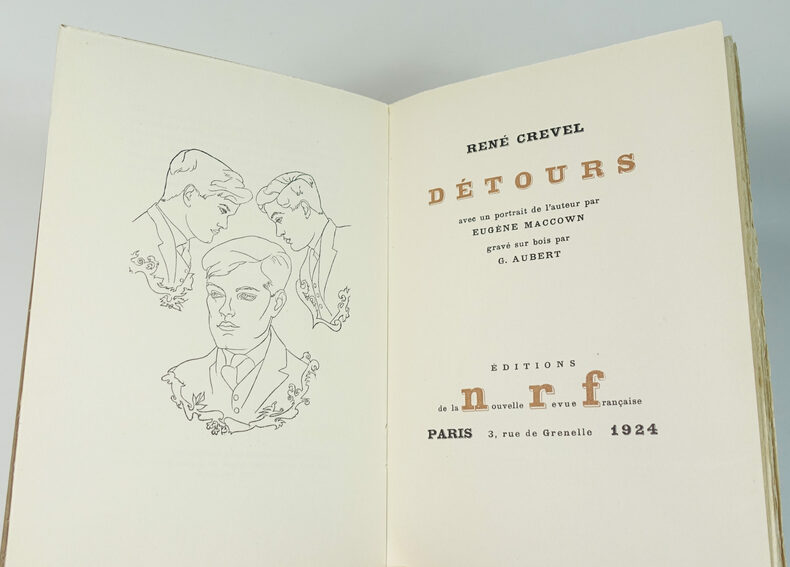 RENÉ CREVEL
DÉTOURS
avec un portrait de l'auteur par
EUGÈNE MACCOWN
gravé sur bois par
G. AUBERT
ÉDITIONS
de la nouvelle revue française
PARIS 3, rue de Grenelle 1924